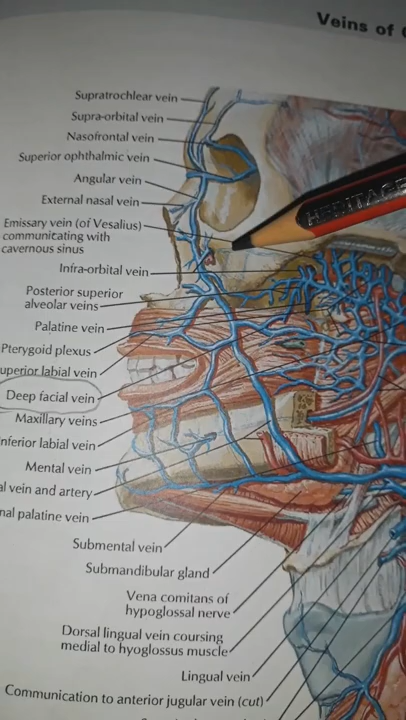 Veins of
Supratrochlear vein
Supra-orbital vein
Nasofrontal vein
Superior ophthalmic vein
Angular vein
External nasal vein
Emissary vein (of Vesalius)
communicating with
cavernous sinus
Infra-orbital vein
Posterior superior
alveolar veins
Palatine vein
Pterygoid plexus
uperior labial vein
Deep facial vein
Maxillary veins
nferior labial vein
Mental vein
al vein and artery
nal palatine vein
Submental vein
Submandibular gland
Vena comitans of
hypoglossal nerve
Dorsal lingual vein coursing
medial to hyoglossus muscle
Lingual vein
Communication to anterior jugular vein (cut)
HERITAGE